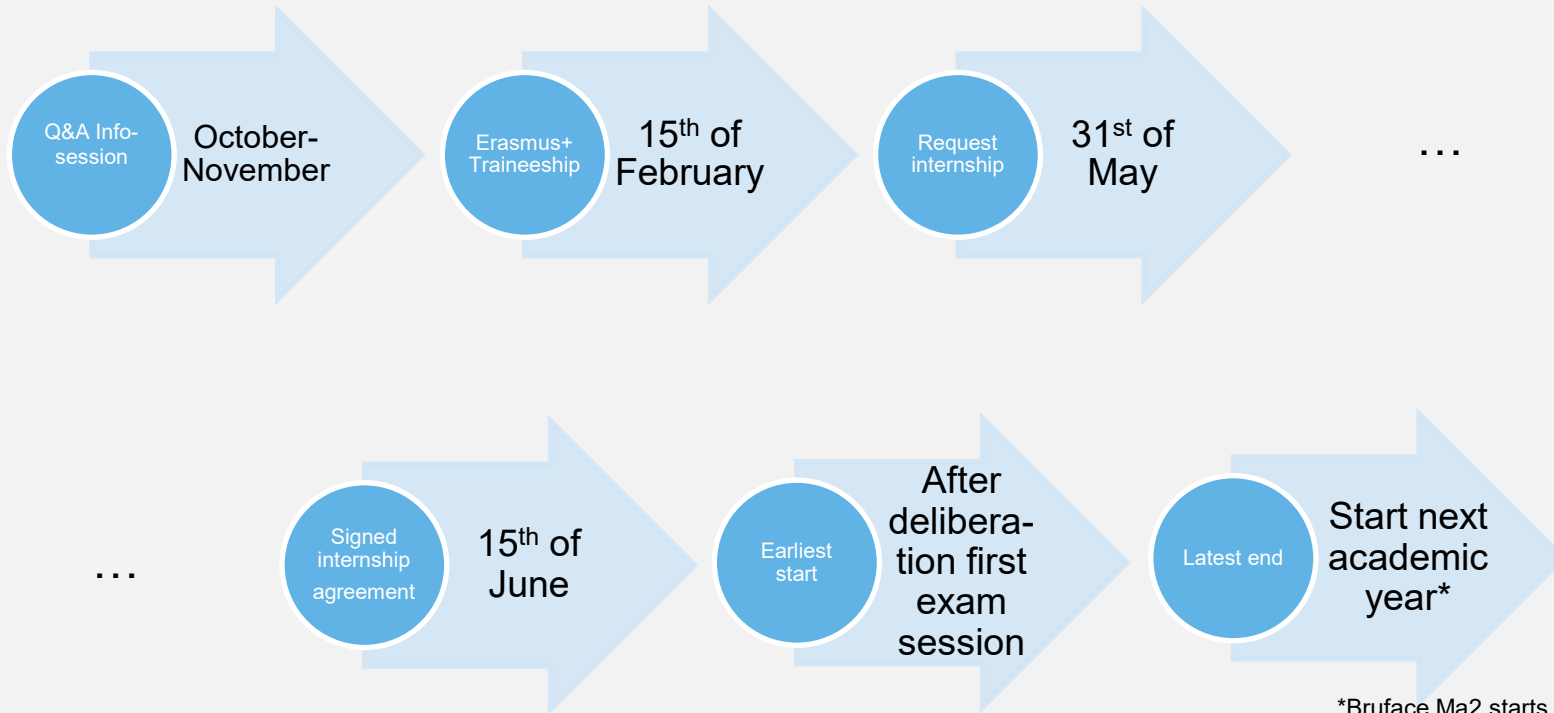 Q&A Info-
session
October-
November
Erasmus+
Traineeship
15th of
February
Request
internship
31st of
May
...
...
Signed
internship
agreement
15th of
June
Earliest
start
After
delibera-
tion first
exam
session
Latest end
Start next
academic
year*
*Bruface Ma2 starts